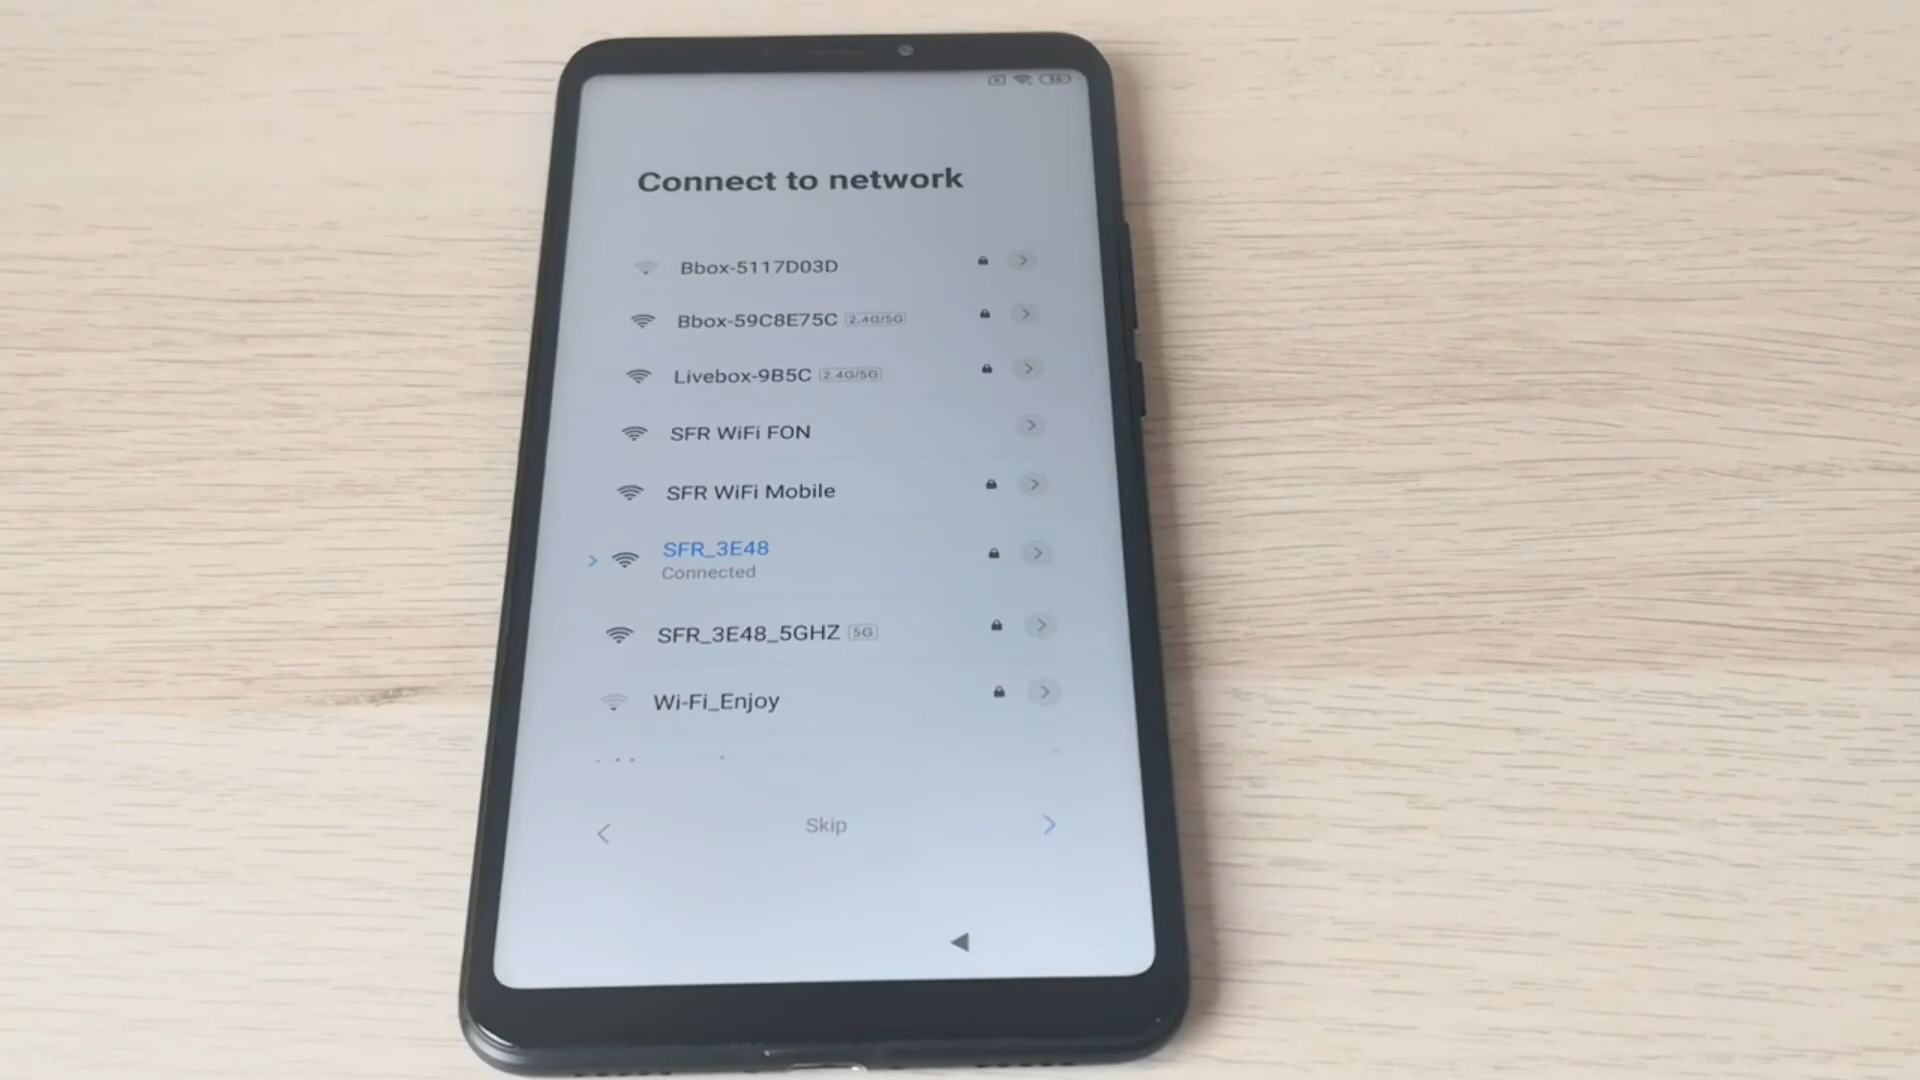 Connect to network
Bbox-5117D03D
Bbox-59C8E75C 2.4G/5G
Livebox-9B5C 2.4G/5G
SFR WiFi FON
SFR WiFi Mobile
SFR_3E48
Connected
SFR_3E48_5GHZ 5G
Wi-Fi_Enjoy
Skip